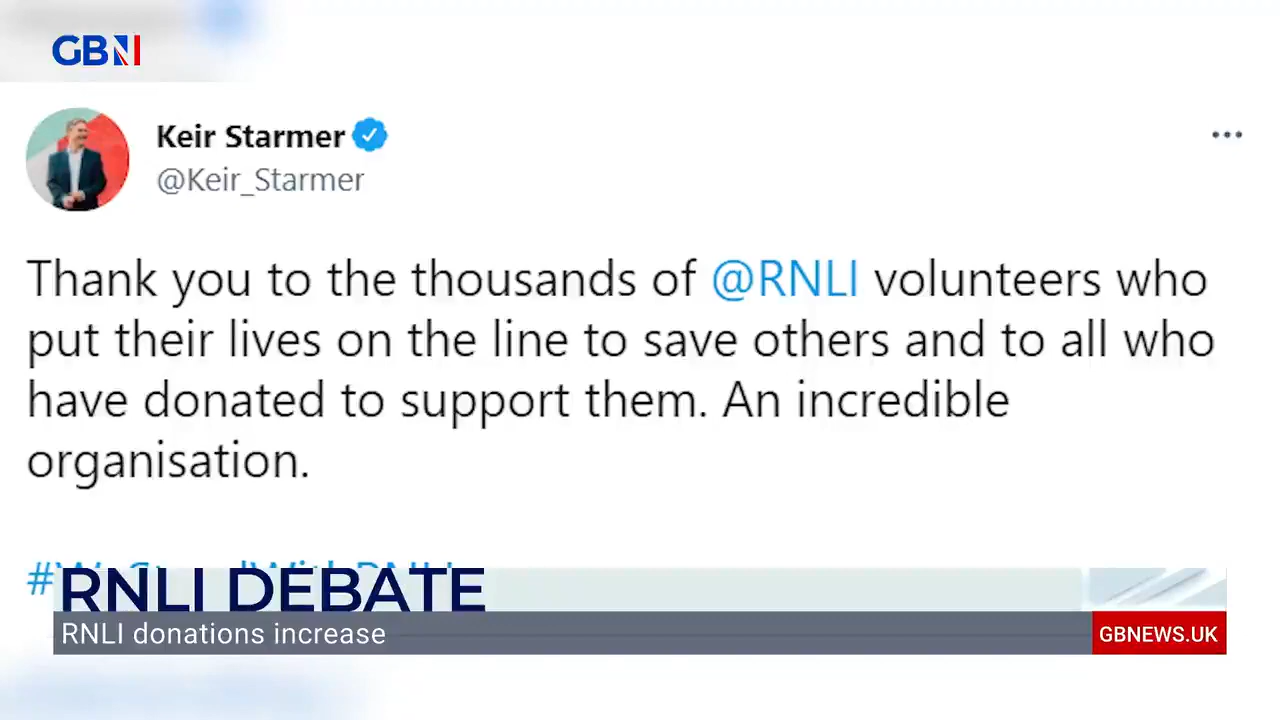 GBN
Keir Starmer
@Keir_Starmer
Thank you to the thousands of @RNLI volunteers who
put their lives on the line to save others and to all who
have donated to support them. An incredible
organisation.
RNLI DEBATE
RNLI donations increase
GBNEWS.UK